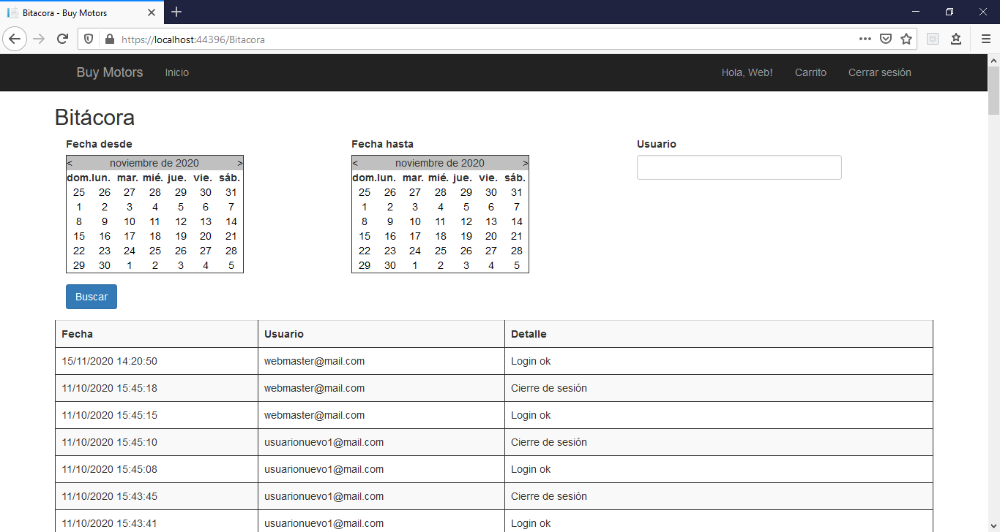 Bitacora - Buy Motors
https://localhost:44396/Bitacora
Buy Motors Inicio Hola, Web! Carrito Cerrar sesión
Bitácora
Fecha desde
< noviembre de 2020 >
dom. lun. mar. mié. jue. vie. sáb.
25 26 27 28 29 30 31
1 2 3 4 5 6 7
8 9 10 11 12 13 14
15 16 17 18 19 20 21
22 23 24 25 26 27 28
29 30 1 2 3 4 5
Fecha hasta
< noviembre de 2020 >
dom. lun. mar. mié. jue. vie. sáb.
25 26 27 28 29 30 31
1 2 3 4 5 6 7
8 9 10 11 12 13 14
15 16 17 18 19 20 21
22 23 24 25 26 27 28
29 30 1 2 3 4 5
Usuario
Buscar
Fecha Usuario Detalle
15/11/2020 14:20:50 webmaster@mail.com Login ok
11/10/2020 15:45:18 webmaster@mail.com Cierre de sesión
11/10/2020 15:45:15 webmaster@mail.com Login ok
11/10/2020 15:45:10 usuarionuevo1@mail.com Cierre de sesión
11/10/2020 15:45:08 usuarionuevo1@mail.com Login ok
11/10/2020 15:43:45 usuarionuevo1@mail.com Cierre de sesión
11/10/2020 15:43:41 usuarionuevo1@mail.com Login ok